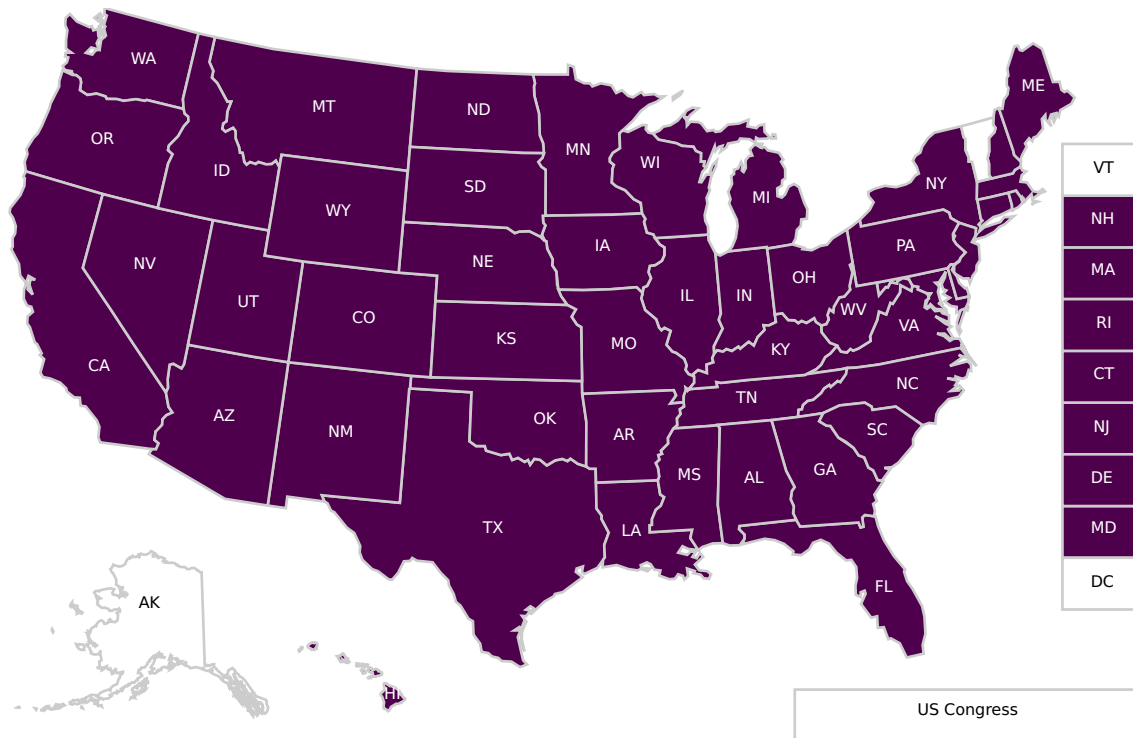 WA
ME
MT
ND
OR
MN
WI
VT
ID
SD
NY
MI
WY
NH
IA
PA
NV
NE
MA
OH
UT
IL
IN
WV
CO
RI
VA
KS
MO
KY
CA
CT
NC
TN
AZ
OK
NM
AR
SC
NJ
GA
MS
AL
DE
TX
LA
MD
DC
FL
AK
HI
US Congress